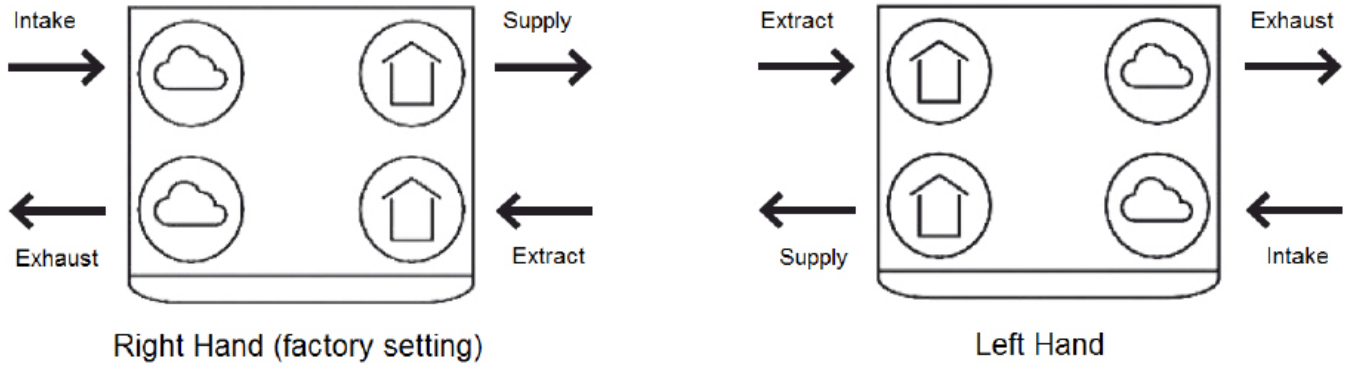 Intake
Supply
Exhaust
Extract
Right Hand (factory setting)
Extract
Exhaust
Supply
Intake
Left Hand